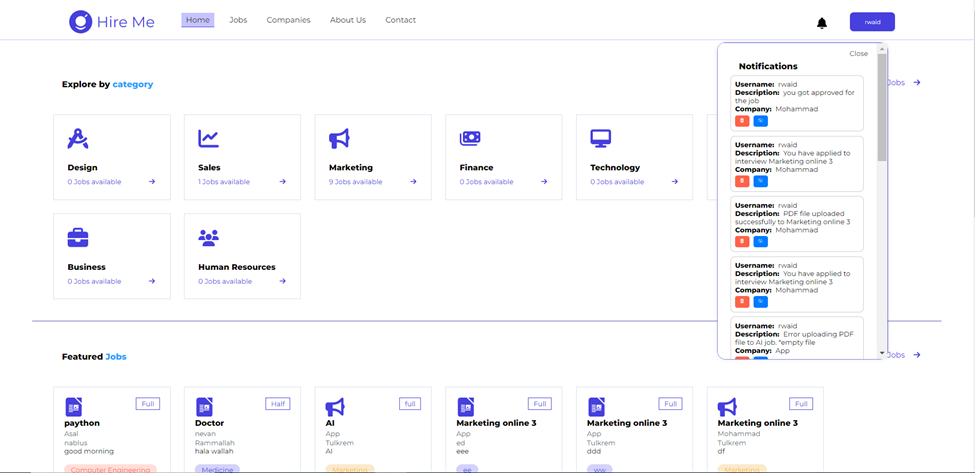 Hire Me
Home Jobs Companies About Us Contact
rwaid
Close
Notifications
Username: rwaid
Description: you got approved for
the job
Company: Mohammad
Username: rwaid
Description: You have applied to
interview Marketing online 3
Company: Mohammad
Username: rwaid
Description: PDF file uploaded
successfully to Marketing online 3
Company: Mohammad
Username: rwaid
Description: You have applied to
interview Marketing online 3
Company: Mohammad
Username: rwaid
Description: Error uploading PDF
file to AI job. *empty file
Company: App
Explore by category
Jobs
Design
0 Jobs available
Sales
1 Jobs available
Marketing
9 Jobs available
Finance
0 Jobs available
Technology
0 Jobs available
Business
0 Jobs available
Human Resources
0 Jobs available
Featured Jobs
Jobs
Full
paython
Asal
nablus
good morning
Computer Engineering
Half
Doctor
nevan
Rammallah
hala wallah
Medicine
full
AI
App
Tulkrem
AI
Marketing
Full
Marketing online 3
App
ed
eee
ee
Full
Marketing online 3
App
Tulkrem
ddd
ww
Full
Marketing online 3
Mohammad
Tulkrem
df
Marketing